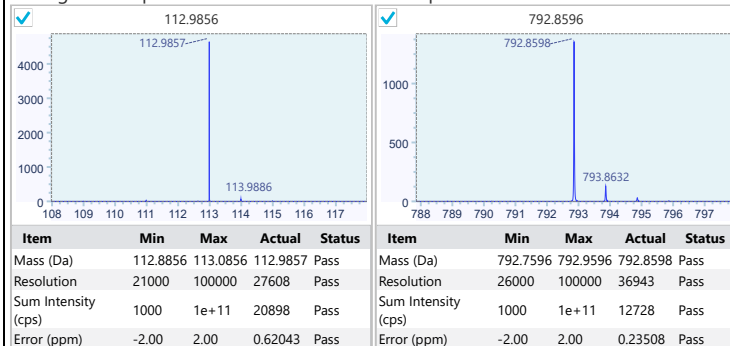 112.9856
112.9857
4000
3000
2000
1000
0
113.9886
108 109 110 111 112 113 114 115 116 117
Item Min Max Actual Status
Mass (Da) 112.8856 113.0856 112.9857 Pass
Resolution 21000 100000 27608 Pass
Sum Intensity
(cps) 1000 1e+11 20898 Pass
Error (ppm) -2.00 2.00 0.62043 Pass
792.8596
792.8598
1000
500
0
793.8632
788 789 790 791 792 793 794 795 796 797
Item Min Max Actual Status
Mass (Da) 792.7596 792.9596 792.8598 Pass
Resolution 26000 100000 36943 Pass
Sum Intensity
(cps) 1000 1e+11 12728 Pass
Error (ppm) -2.00 2.00 0.23508 Pass